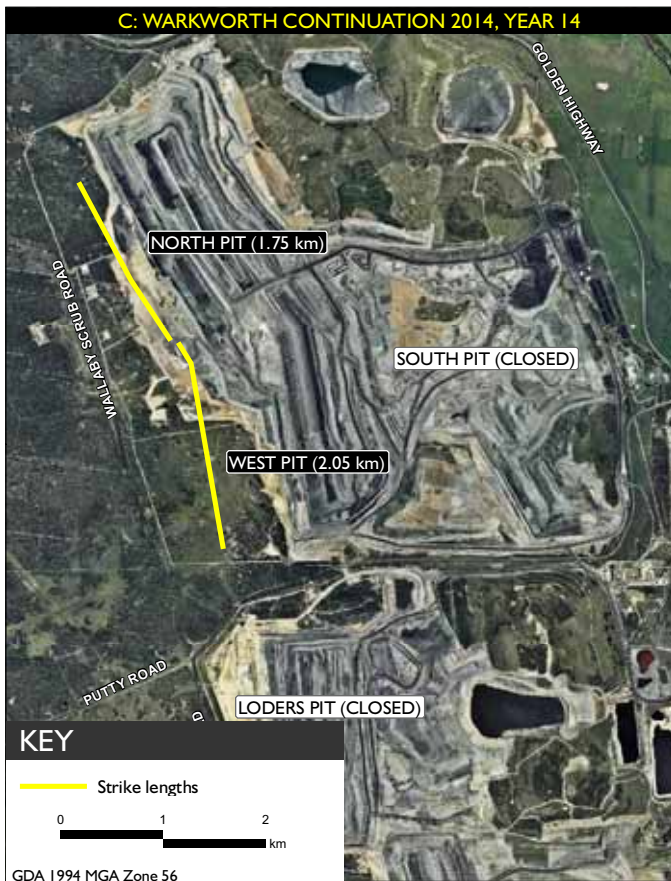 C: WARKWORTH CONTINUATION 2014, YEAR 14
GOLDEN HIGHWAY
NORTH PIT (1.75 km)
WALLABY SCRUB ROAD
SOUTH PIT (CLOSED)
WEST PIT (2.05 km)
PUTTY ROAD
LODERS PIT (CLOSED)
KEY
Strike lengths
0 1 2
km
GDA 1994 MGA Zone 56